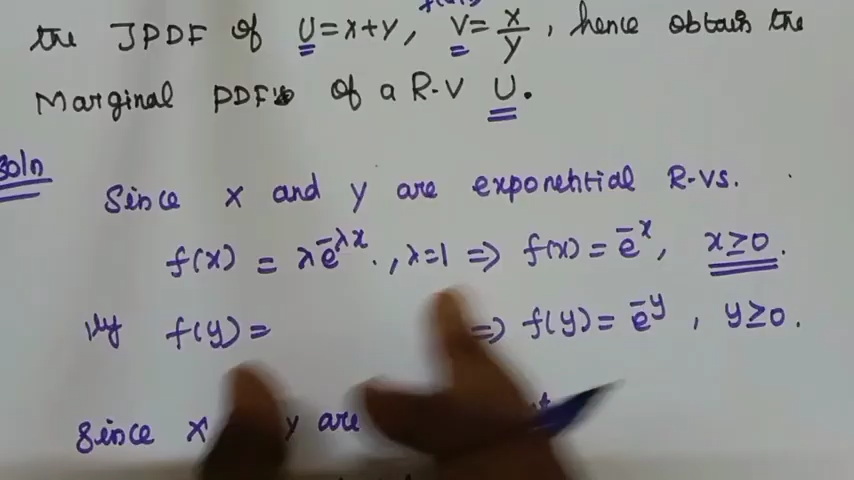 the JPDF of U = x+y, V = x/y, hence obtain the
Marginal PDF's of a R-V U.
Soln
Since x and y are exponential R-Vs.
f(x) = λe^-λx., λ=1 => f(x) = e^-x, x≥0.
lly f(y) = => f(y) = e^-y, y≥0.
Since x y are